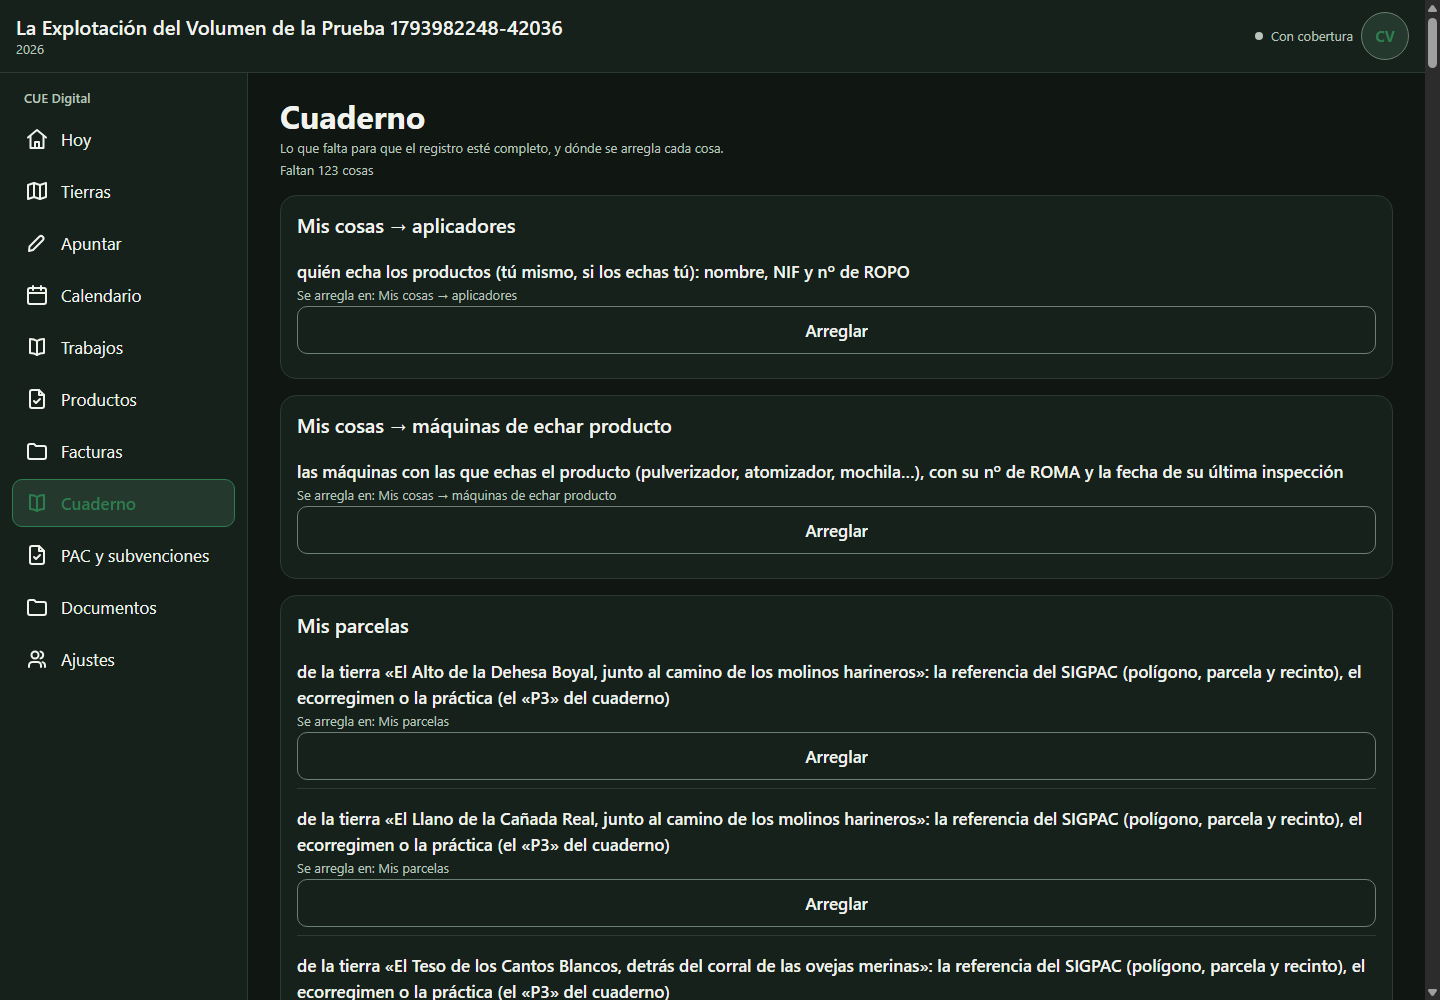 La Explotación del Volumen de la Prueba 1793982248-42036
2026
Con cobertura
CV
CUE Digital
Hoy
Tierras
Apuntar
Calendario
Trabajos
Productos
Facturas
Cuaderno
PAC y subvenciones
Documentos
Ajustes
Cuaderno
Lo que falta para que el registro esté completo, y dónde se arregla cada cosa.
Faltan 123 cosas
Mis cosas → aplicadores
quién echa los productos (tú mismo, si los echas tú): nombre, NIF y nº de ROPO
Se arregla en: Mis cosas → aplicadores
Arreglar
Mis cosas → máquinas de echar producto
las máquinas con las que echas el producto (pulverizador, atomizador, mochila…), con su nº de ROMA y la fecha de su última inspección
Se arregla en: Mis cosas → máquinas de echar producto
Arreglar
Mis parcelas
de la tierra «El Alto de la Dehesa Boyal, junto al camino de los molinos harineros»: la referencia del SIGPAC (polígono, parcela y recinto), el
ecorregimen o la práctica (el «P3» del cuaderno)
Se arregla en: Mis parcelas
Arreglar
de la tierra «El Llano de la Cañada Real, junto al camino de los molinos harineros»: la referencia del SIGPAC (polígono, parcela y recinto), el
ecorregimen o la práctica (el «P3» del cuaderno)
Se arregla en: Mis parcelas
Arreglar
de la tierra «El Teso de los Cantos Blancos, detrás del corral de las ovejas merinas»: la referencia del SIGPAC (polígono, parcela y recinto), el
ecorregimen o la práctica (el «P3» del cuaderno)